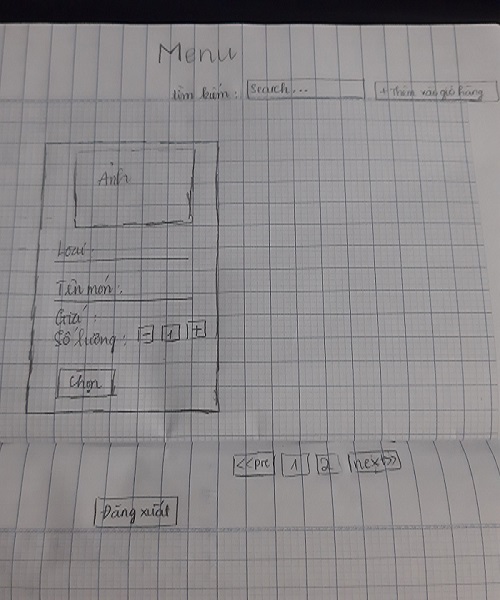 Menu
tìm kiếm: Search... + Thêm vào giỏ hàng
Ảnh
Loại:
Tên món:
Giá:
Số lượng: - 1 +
Chọn
<<pre 1 2 next>>
Đăng xuất